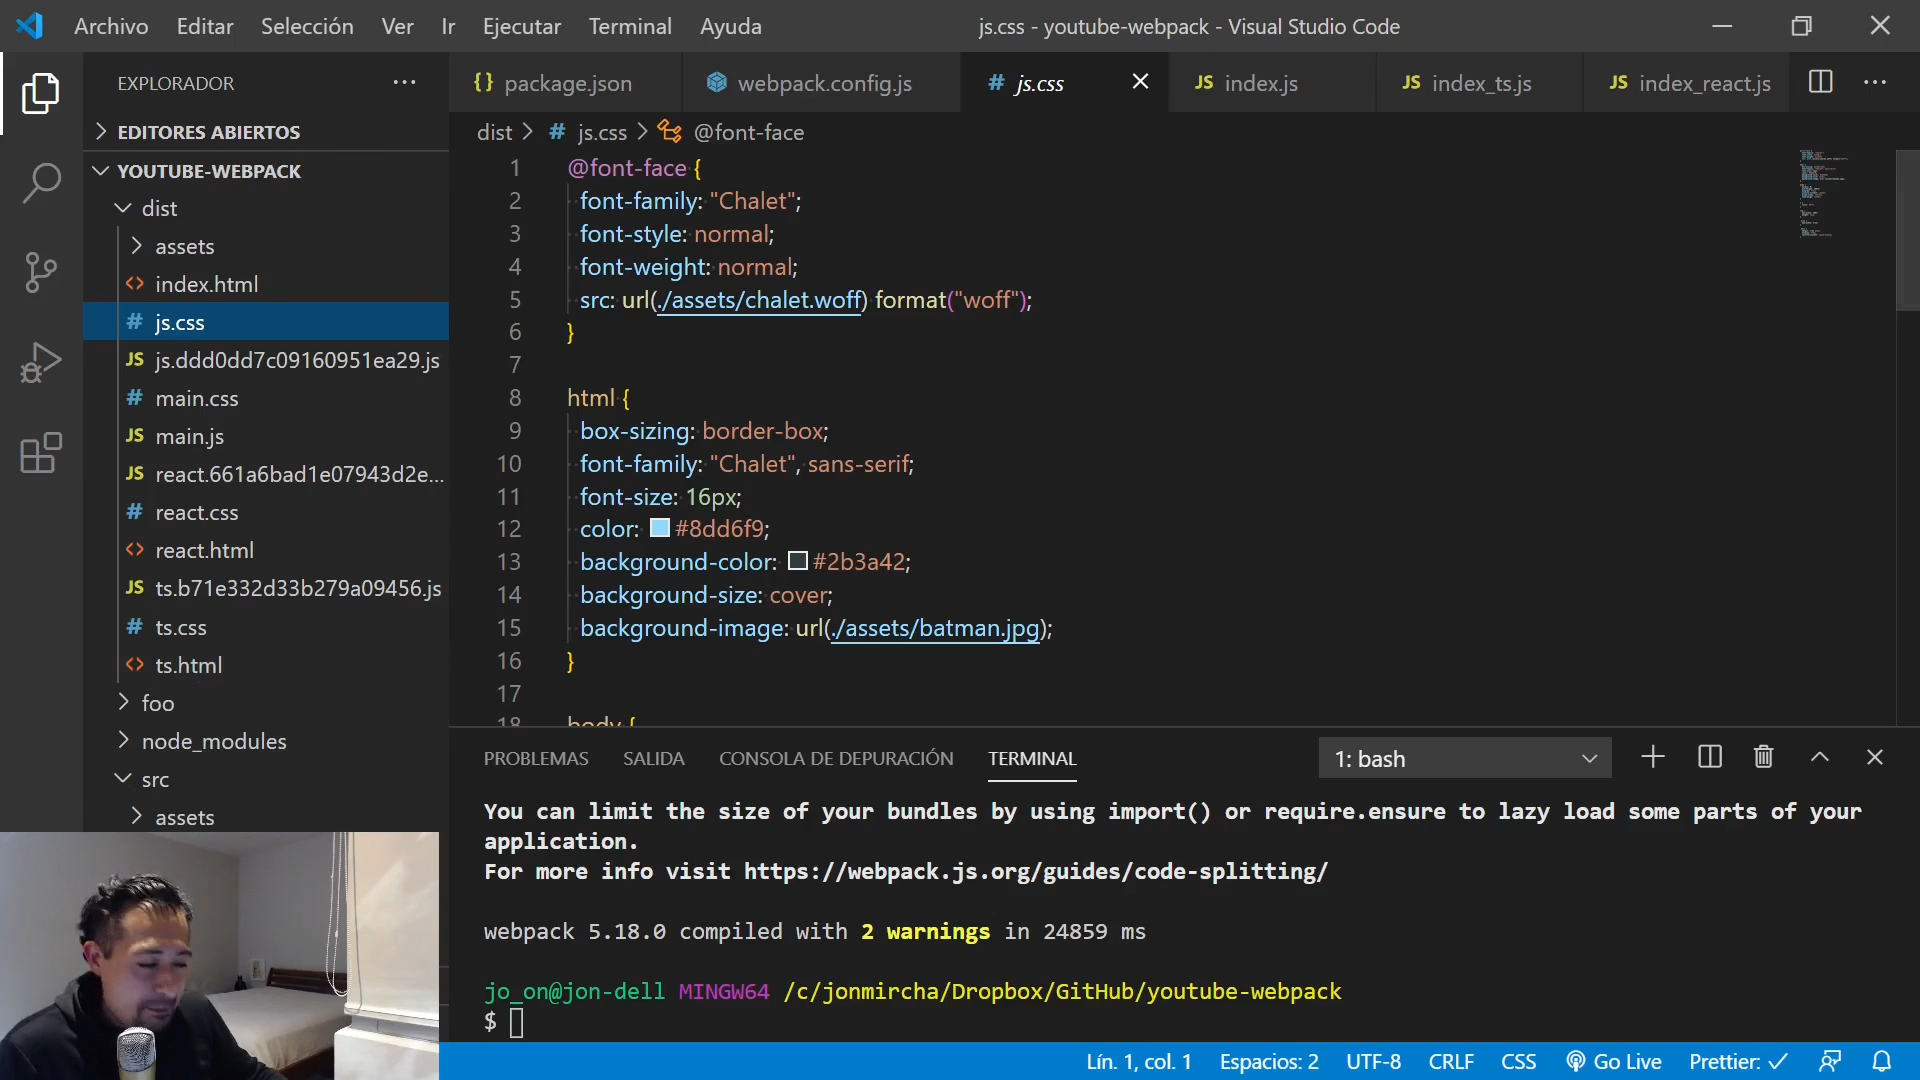 Archivo Editar Selección Ver Ir Ejecutar Terminal Ayuda js.css - youtube-webpack - Visual Studio Code
EXPLORADOR ···
EDITORES ABIERTOS
YOUTUBE-WEBPACK
dist
assets
index.html
# js.css
JS js.ddd0dd7c09160951ea29.js
# main.css
JS main.js
JS react.661a6bad1e07943d2e...
# react.css
react.html
JS ts.b71e332d33b279a09456.js
# ts.css
ts.html
foo
node_modules
src
assets
{} package.json webpack.config.js # js.css JS index.js JS index_ts.js JS index_react.js ···
dist > # js.css > @font-face
1 @font-face {
2 font-family: "Chalet";
3 font-style: normal;
4 font-weight: normal;
5 src: url(./assets/chalet.woff) format("woff");
6 }
7
8 html {
9 box-sizing: border-box;
10 font-family: "Chalet", sans-serif;
11 font-size: 16px;
12 color: #8dd6f9;
13 background-color: #2b3a42;
14 background-size: cover;
15 background-image: url(./assets/batman.jpg);
16 }
17
18 body {
PROBLEMAS SALIDA CONSOLA DE DEPURACIÓN TERMINAL 1: bash
You can limit the size of your bundles by using import() or require.ensure to lazy load some parts of your
application.
For more info visit https://webpack.js.org/guides/code-splitting/
webpack 5.18.0 compiled with 2 warnings in 24859 ms
jo_on@jon-dell MINGW64 /c/jonmircha/Dropbox/GitHub/youtube-webpack
$
Lín. 1, col. 1 Espacios: 2 UTF-8 CRLF CSS Go Live Prettier: ✓